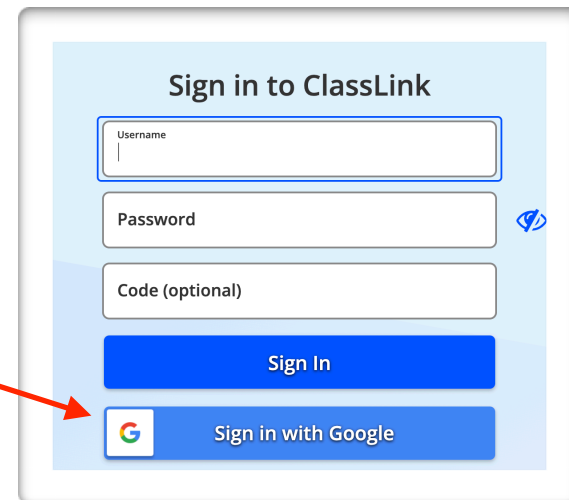 Sign in to ClassLink
Username
Password
Code (optional)
Sign In
G Sign in with Google